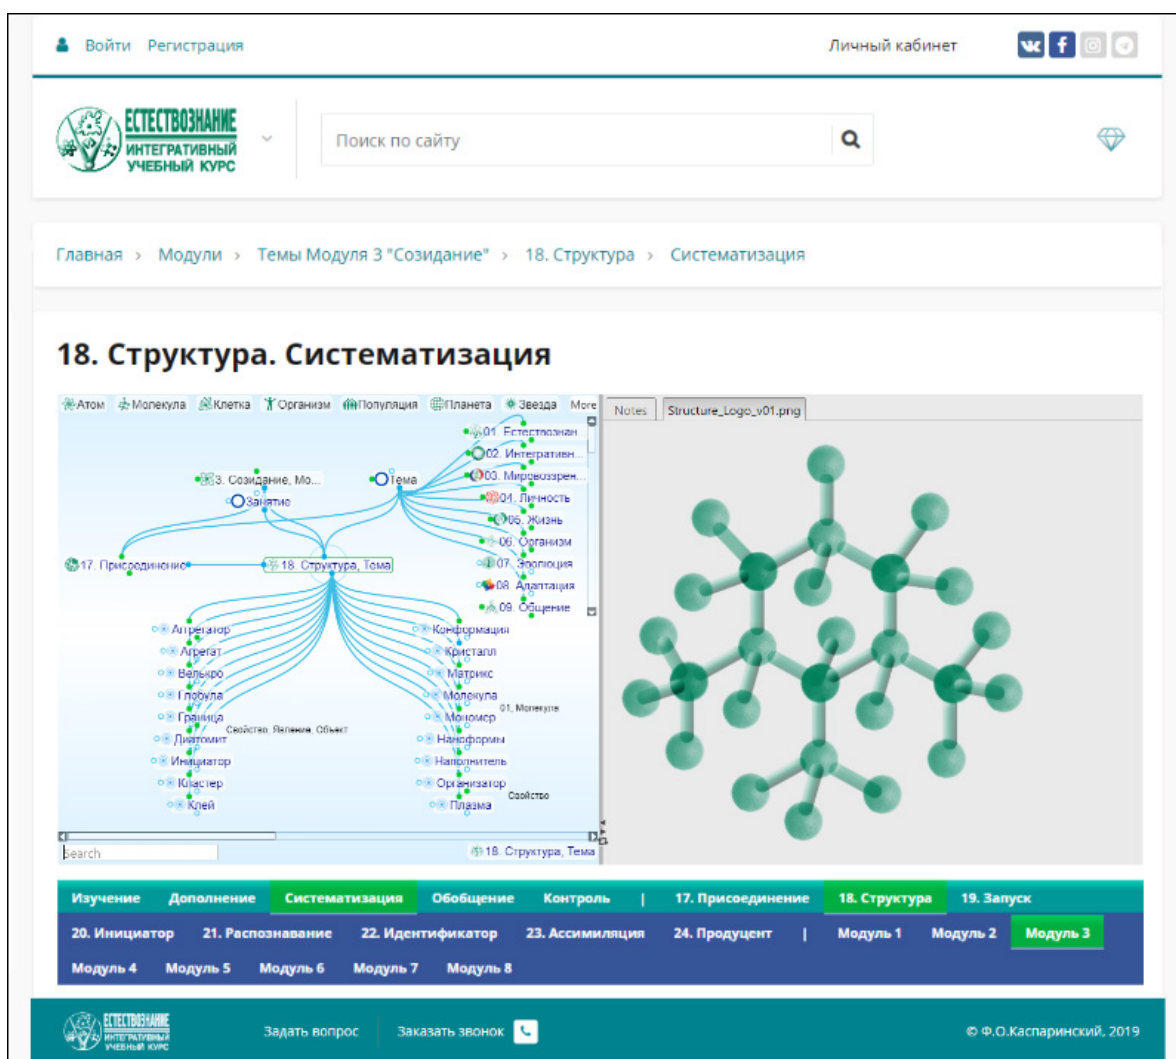 Войти Регистрация Личный кабинет
ЕСТЕСТВОЗНАНИЕ
ИНТЕГРАТИВНЫЙ
УЧЕБНЫЙ КУРС
Поиск по сайту
Главная > Модули > Темы Модуля 3 "Созидание" > 18. Структура > Систематизация
18. Структура. Систематизация
Атом Молекула Клетка Организм Популяция Планета Звезда More
Notes Structure_Logo_v01.png
01. Естествознан...
02. Интегративн...
3. Созидание, Мо... Тема 03. Мировоззрен...
Занятие 04. Личность
05. Жизнь
06. Организм
17. Присоединение 18. Структура, Тема 07. Эволюция
08. Адаптация
09. Общение
Агрегатор Конформация
Агрегат Кристалл
Велькро Матрикс
Глобула Молекула
01, Молекула
Граница Мономер
Свойство, Явление, Объект
Диатомит Наноформы
Инициатор Наполнитель
Кластер Организатор
Свойство
Клей Плазма
Search 18. Структура, Тема
Изучение Дополнение Систематизация Обобщение Контроль | 17. Присоединение 18. Структура 19. Запуск
20. Инициатор 21. Распознавание 22. Идентификатор 23. Ассимиляция 24. Продуцент | Модуль 1 Модуль 2 Модуль 3
Модуль 4 Модуль 5 Модуль 6 Модуль 7 Модуль 8
ЕСТЕСТВОЗНАНИЕ
ИНТЕГРАТИВНЫЙ
УЧЕБНЫЙ КУРС
Задать вопрос Заказать звонок © Ф.О.Каспаринский, 2019